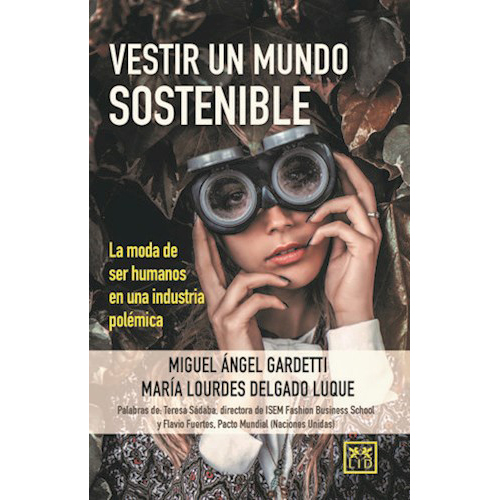 VESTIR UN MUNDO
SOSTENIBLE
La moda de
ser humanos
en una industria
polémica
MIGUEL ÁNGEL GARDETTI
MARÍA LOURDES DELGADO LUQUE
Palabras de: Teresa Sádaba, directora de ISEM Fashion Business School
y Flavio Fuertes, Pacto Mundial (Naciones Unidas)
LID